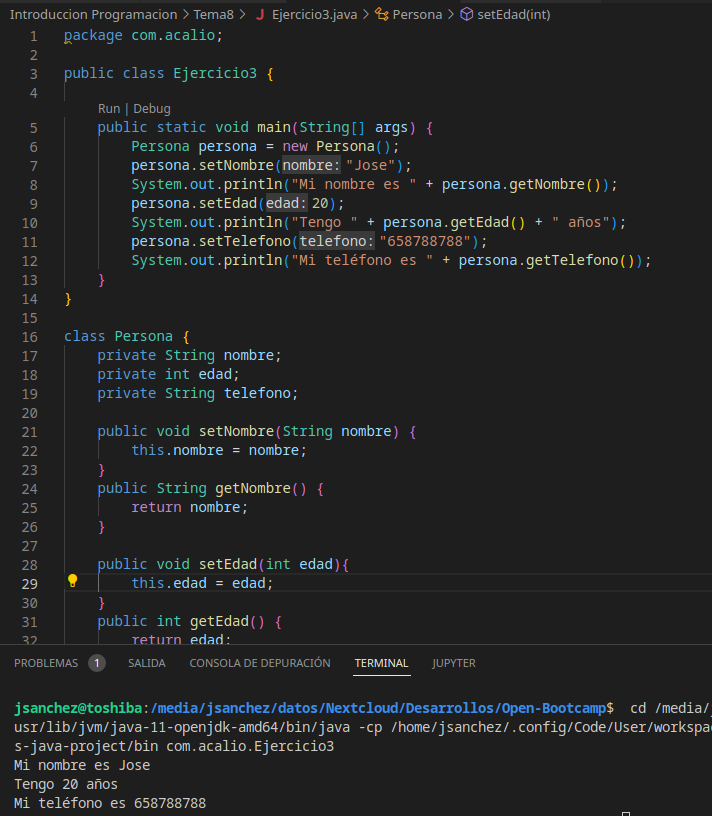 Introduccion Programacion > Tema8 > J Ejercicio3.java > Persona > setEdad(int)
1 package com.acalio;
2
3 public class Ejercicio3 {
4
Run | Debug
5 public static void main(String[] args) {
6 Persona persona = new Persona();
7 persona.setNombre(nombre: "Jose");
8 System.out.println("Mi nombre es " + persona.getNombre());
9 persona.setEdad(edad: 20);
10 System.out.println("Tengo " + persona.getEdad() + " años");
11 persona.setTelefono(telefono: "658788788");
12 System.out.println("Mi teléfono es " + persona.getTelefono());
13 }
14 }
15
16 class Persona {
17 private String nombre;
18 private int edad;
19 private String telefono;
20
21 public void setNombre(String nombre) {
22 this.nombre = nombre;
23 }
24 public String getNombre() {
25 return nombre;
26 }
27
28 public void setEdad(int edad){
29 this.edad = edad;
30 }
31 public int getEdad() {
32 return edad;
PROBLEMAS 1 SALIDA CONSOLA DE DEPURACIÓN TERMINAL JUPYTER
jsanchez@toshiba:/media/jsanchez/datos/Nextcloud/Desarrollos/Open-Bootcamp$ cd /media/j
usr/lib/jvm/java-11-openjdk-amd64/bin/java -cp /home/jsanchez/.config/Code/User/workspac
s-java-project/bin com.acalio.Ejercicio3
Mi nombre es Jose
Tengo 20 años
Mi teléfono es 658788788